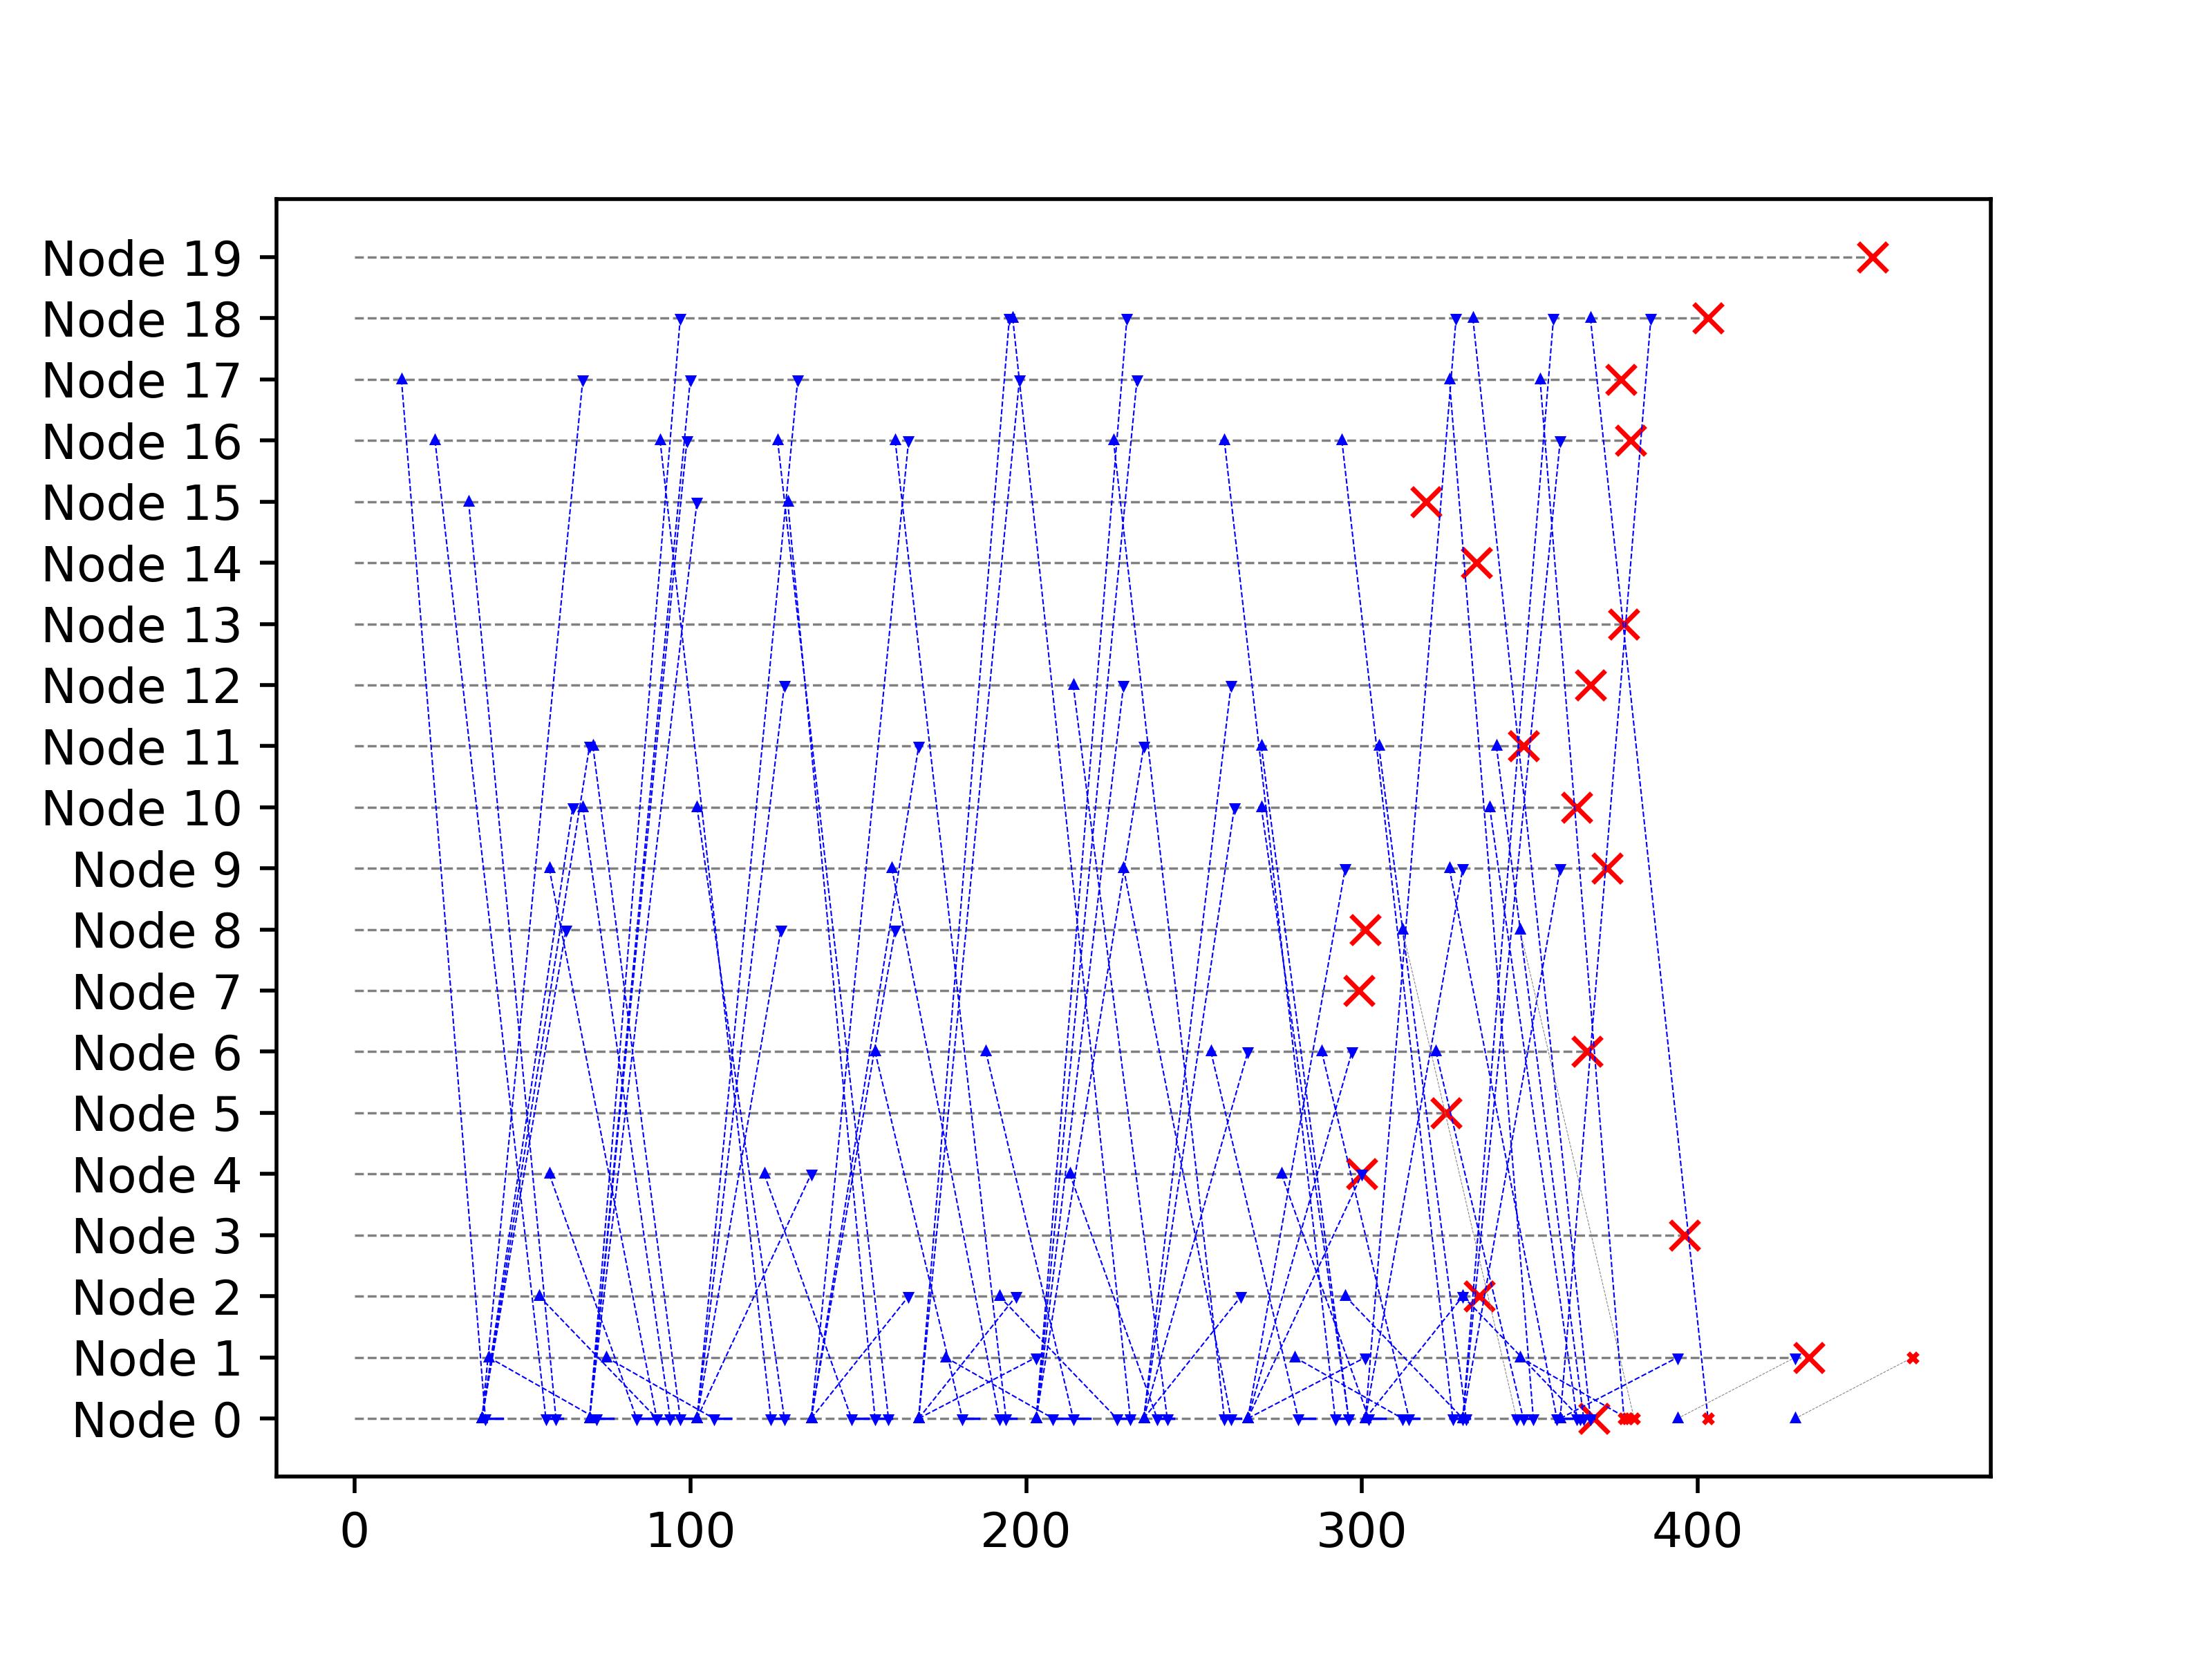 Node 19
Node 18
Node 17
Node 16
Node 15
Node 14
Node 13
Node 12
Node 11
Node 10
Node 9
Node 8
Node 7
Node 6
Node 5
Node 4
Node 3
Node 2
Node 1
Node 0
0 100 200 300 400